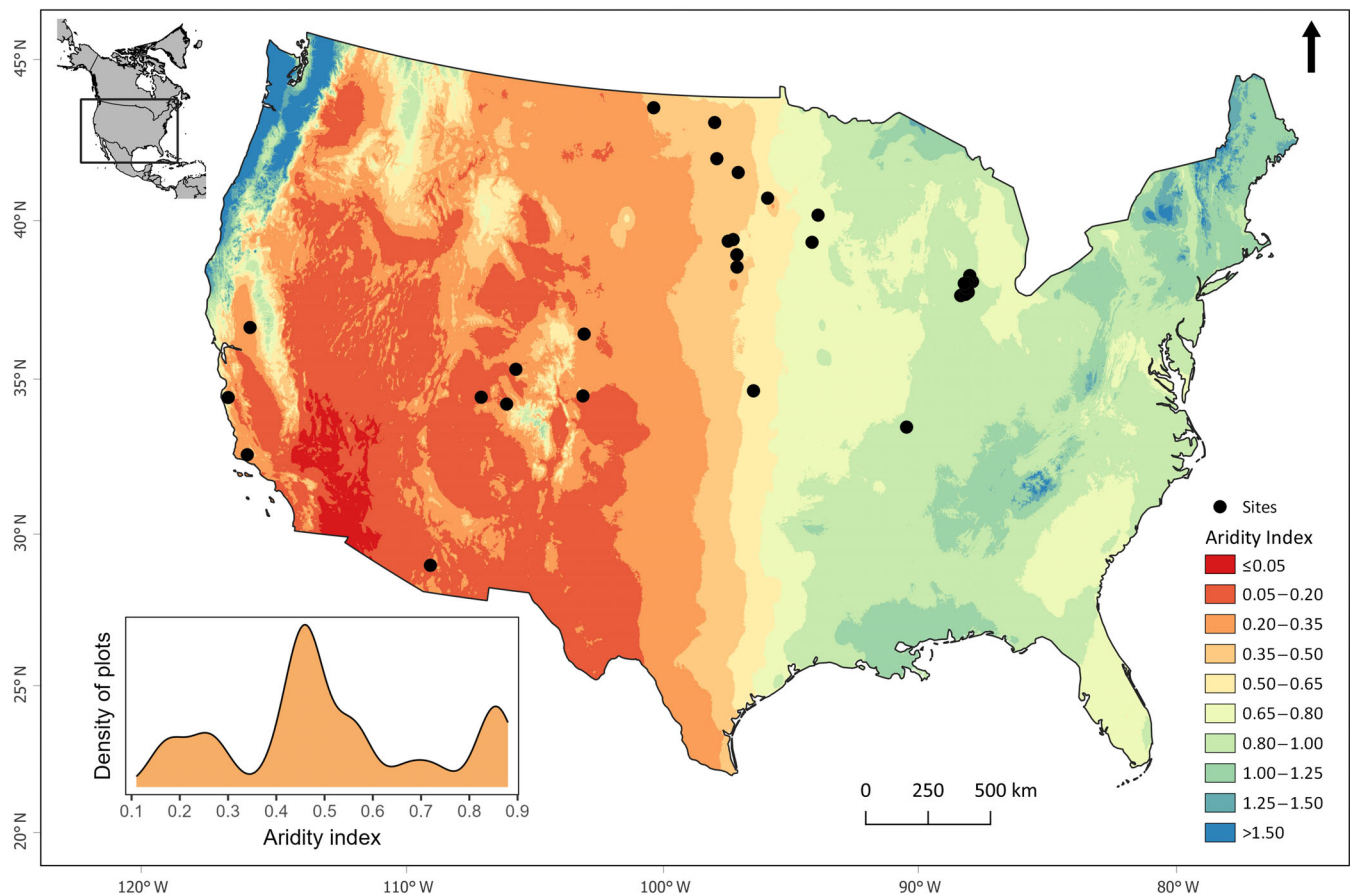 45°N
40°N
35°N
30°N
25°N
20°N
120°W
110°W
100°W
90°W
80°W
Sites
Aridity Index
≤0.05
0.05–0.20
0.20–0.35
0.35–0.50
0.50–0.65
0.65–0.80
0.80–1.00
1.00–1.25
1.25–1.50
>1.50
0 250 500 km
Density of plots
0.1 0.2 0.3 0.4 0.5 0.6 0.7 0.8 0.9
Aridity index